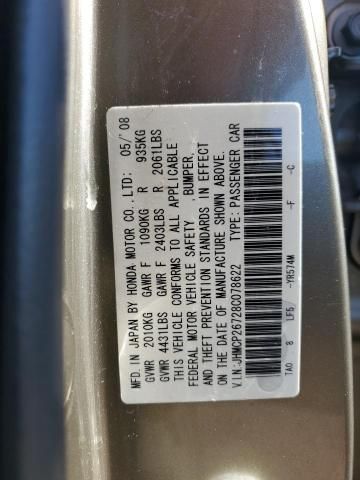 MFD. IN JAPAN BY HONDA MOTOR CO., LTD: 05/'08
GVWR 2010KG GAWR F 1090KG R 935KG
GVWR 4431LBS GAWR F 2403LBS R 2061LBS
THIS VEHICLE CONFORMS TO ALL APPLICABLE
FEDERAL MOTOR VEHICLE SAFETY, BUMPER,
AND THEFT PREVENTION STANDARDS IN EFFECT
ON THE DATE OF MANUFACTURE SHOWN ABOVE.
V.I.N:JHMCP26728C078622 TYPE: PASSENGER CAR
-YR574M -F -C
TA0 8 LF5